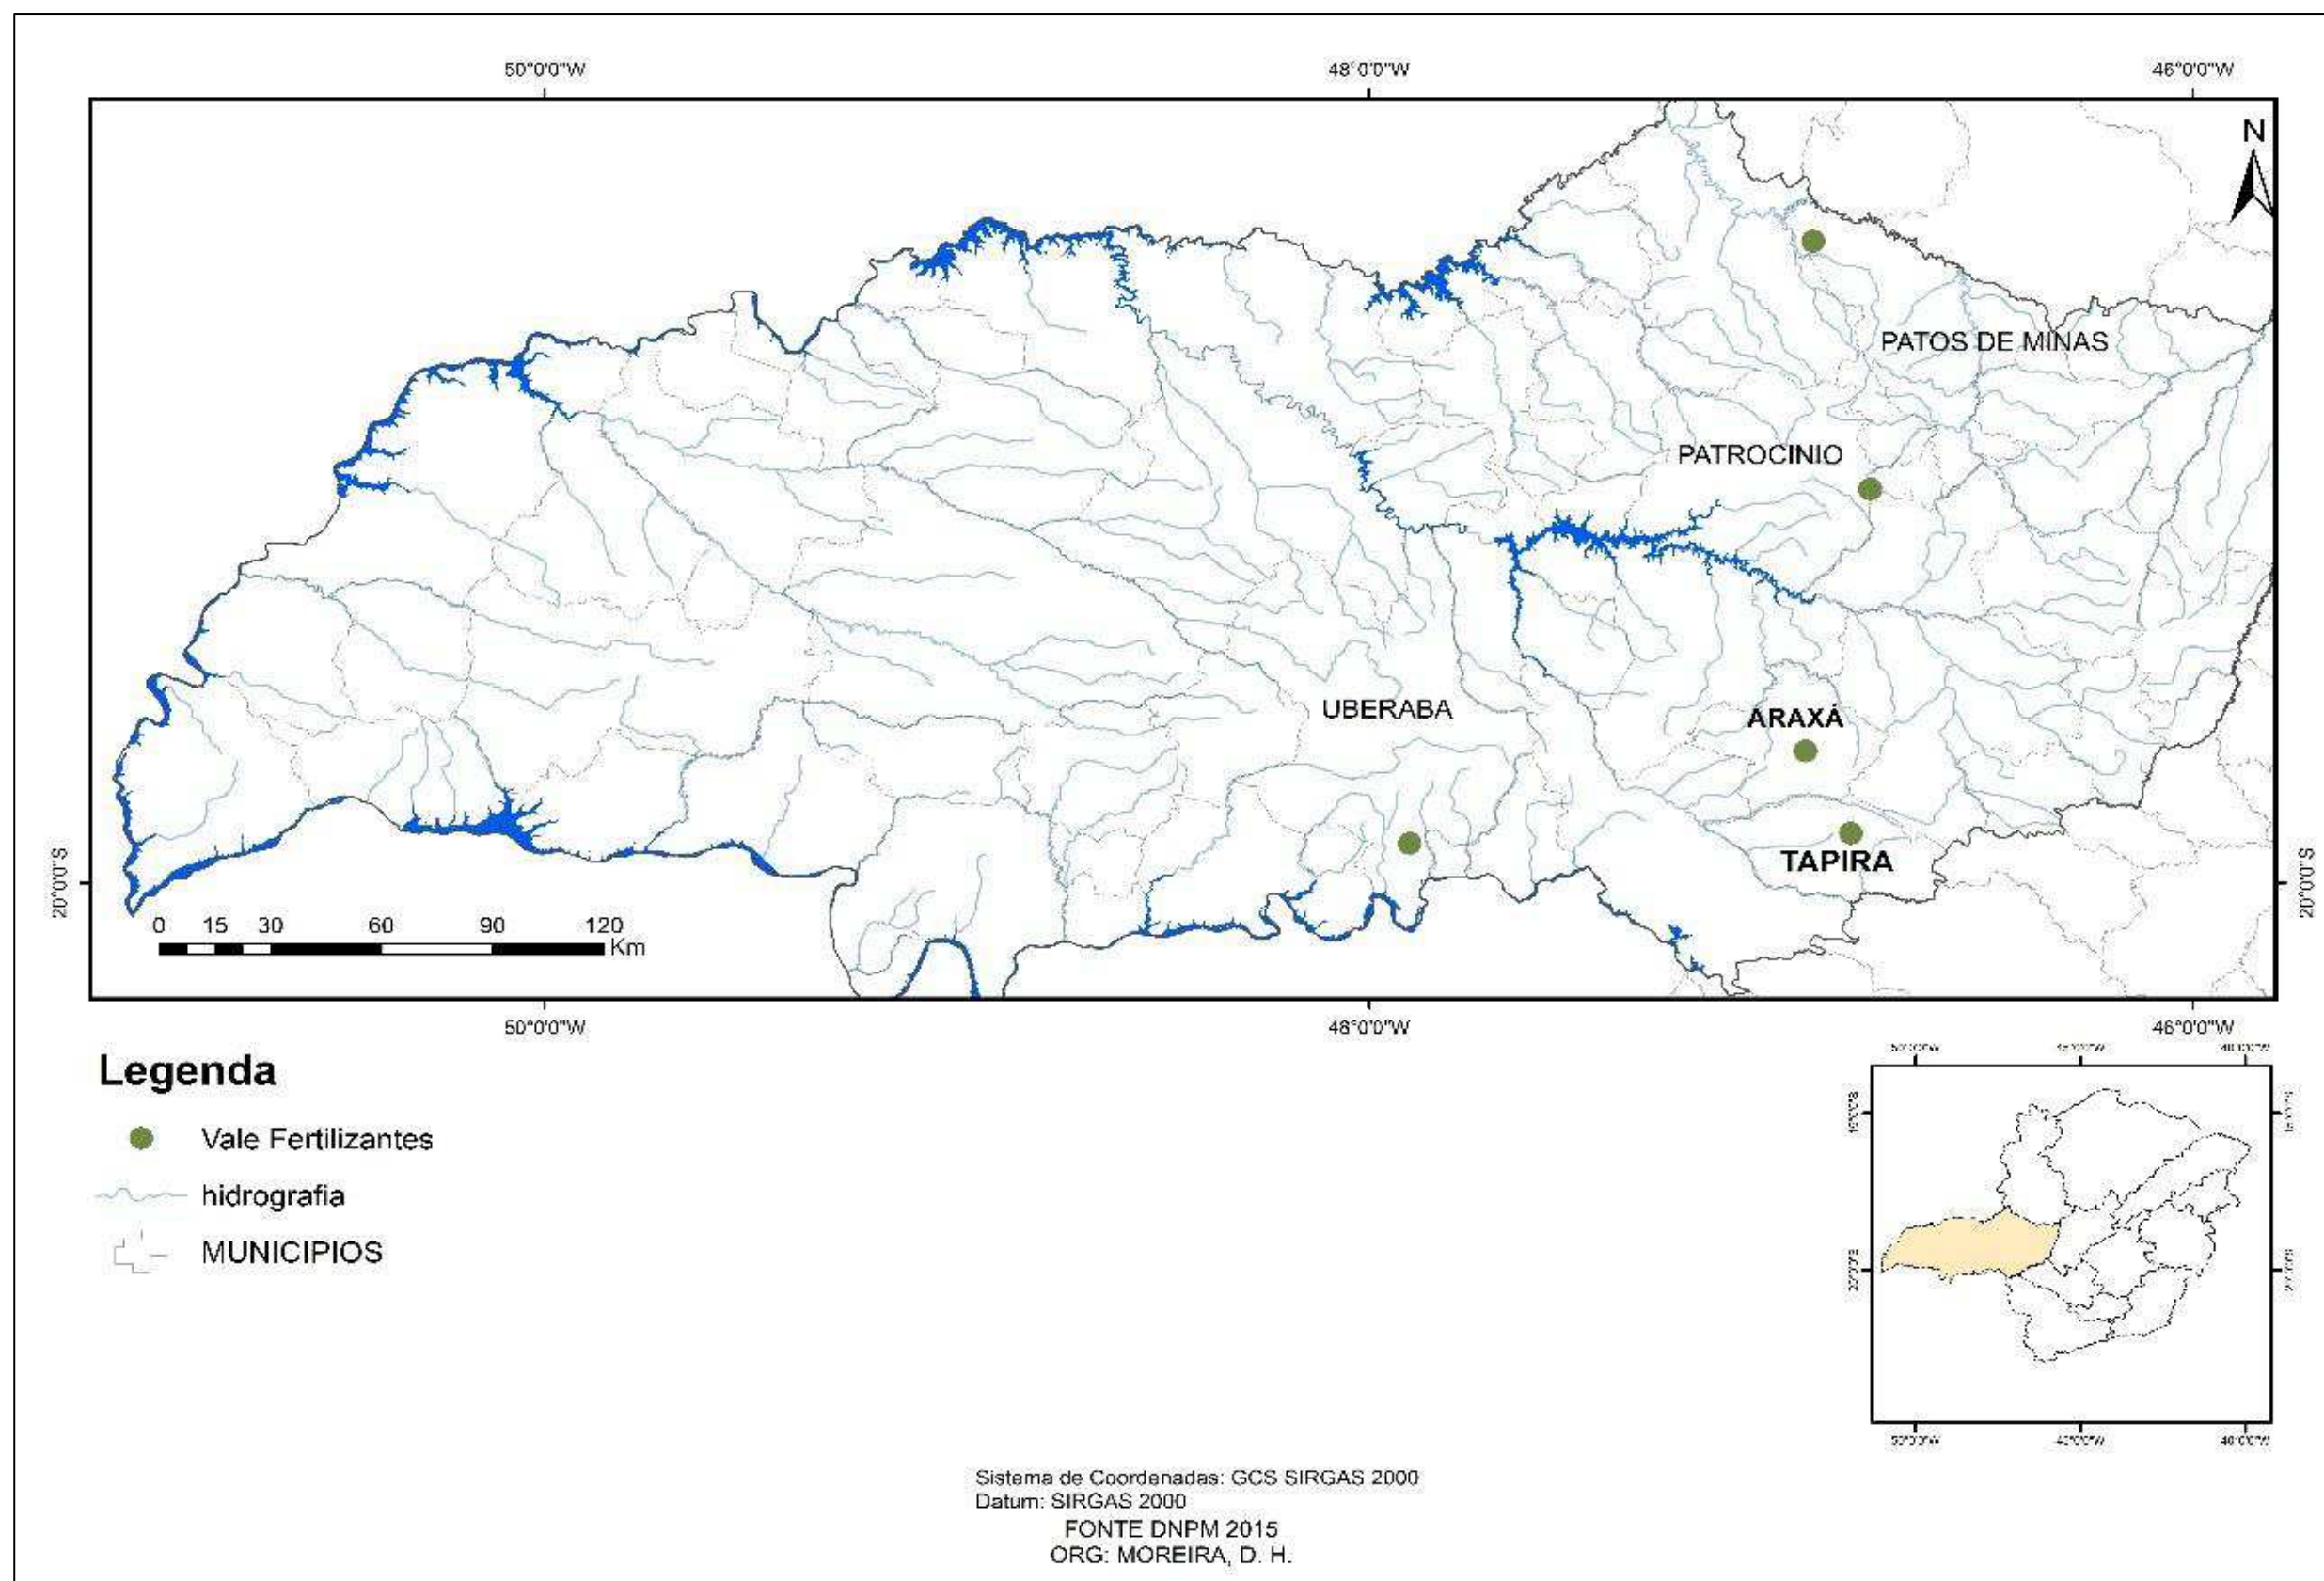 50°0'0"W 48°0'0"W 46°0'0"W
N
PATOS DE MINAS
PATROCINIO
UBERABA
ARAXÁ
TAPIRA
20°0'0"S 20°0'0"S
0 15 30 60 90 120
Km
50°0'0"W 48°0'0"W 46°0'0"W
Legenda
Vale Fertilizantes
hidrografia
MUNICIPIOS
Sistema de Coordenadas: GCS SIRGAS 2000
Datum: SIRGAS 2000
FONTE DNPM 2015
ORG: MOREIRA, D. H.